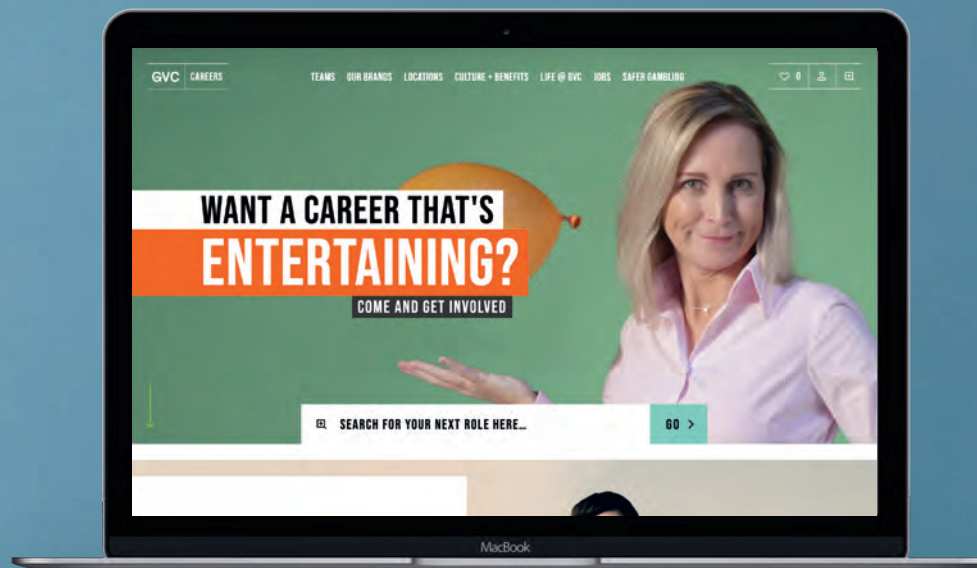 GVC CAREERS TEAMS OUR BRANDS LOCATIONS CULTURE + BENEFITS LIFE @ GVC JOBS SAFER GAMBLING 0
WANT A CAREER THAT'S
ENTERTAINING?
COME AND GET INVOLVED
SEARCH FOR YOUR NEXT ROLE HERE... GO >
MacBook